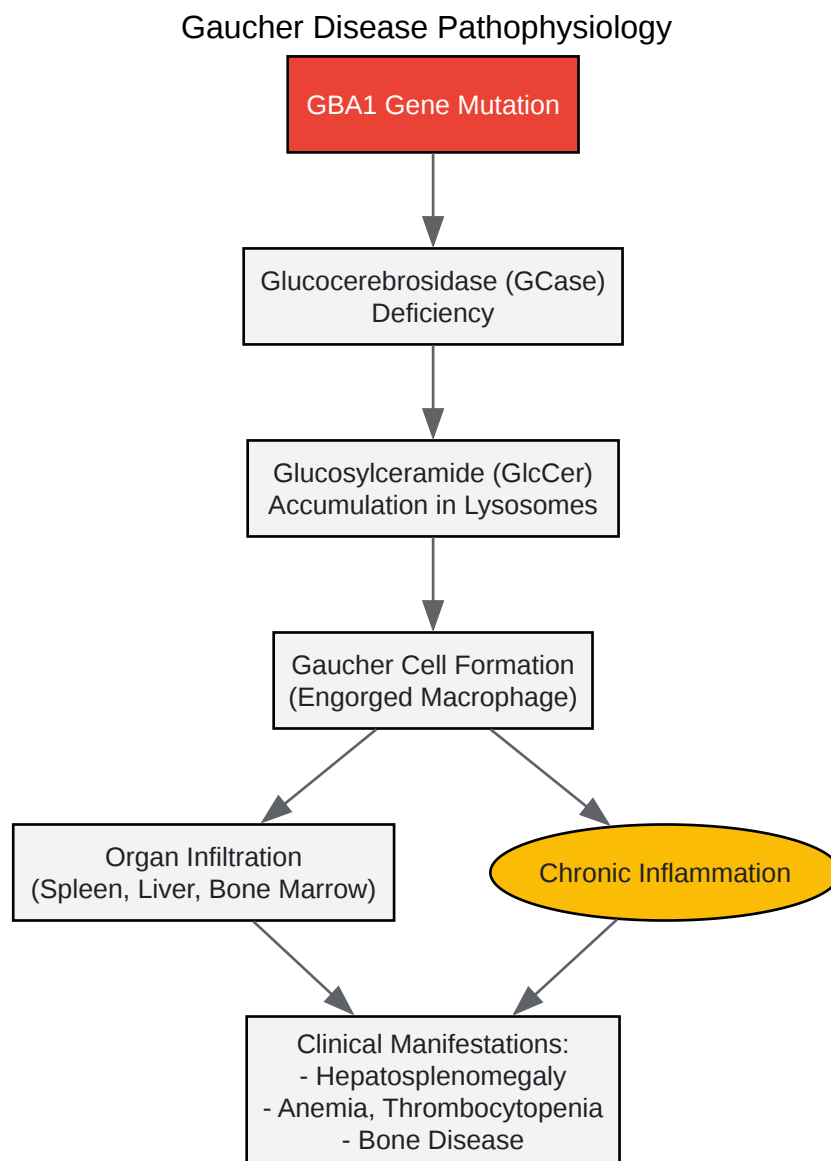 Gaucher Disease Pathophysiology
GBA1 Gene Mutation
Glucocerebrosidase (GCase)
Deficiency
Glucosylceramide (GlcCer)
Accumulation in Lysosomes
Gaucher Cell Formation
(Engorged Macrophage)
Organ Infiltration
(Spleen, Liver, Bone Marrow)
Chronic Inflammation
Clinical Manifestations:
- Hepatosplenomegaly
- Anemia, Thrombocytopenia
- Bone Disease